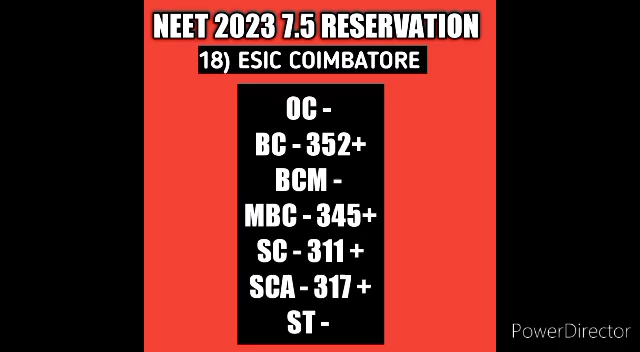 NEET 2023 7.5 RESERVATION
18) ESIC COIMBATORE
OC -
BC - 352+
BCM -
MBC - 345+
SC - 311 +
SCA - 317 +
ST -
PowerDirector